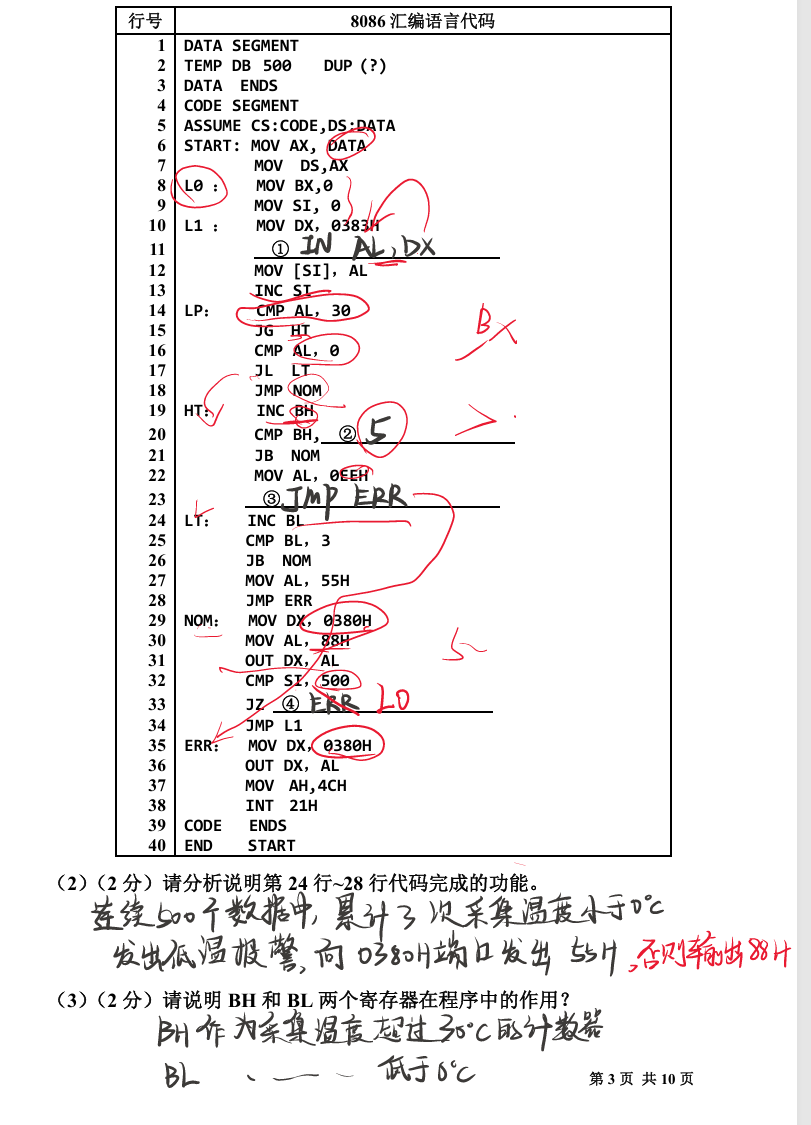 行号 8086 汇编语言代码
1 DATA SEGMENT
2 TEMP DB 500 DUP (?)
3 DATA ENDS
4 CODE SEGMENT
5 ASSUME CS:CODE,DS:DATA
6 START: MOV AX, DATA
7 MOV DS,AX
8 L0 : MOV BX,0
9 MOV SI, 0
10 L1 : MOV DX, 0383H
11 ① IN AL,DX
12 MOV [SI], AL
13 INC SI
14 LP: CMP AL, 30
15 JG HT
16 CMP AL, 0
17 JL LT
18 JMP NOM
19 HT: INC BH
20 CMP BH, ② 5
21 JB NOM
22 MOV AL, 0EEH
23 ③ JMP ERR
24 LT: INC BL
25 CMP BL, 3
26 JB NOM
27 MOV AL, 55H
28 JMP ERR
29 NOM: MOV DX, 0380H
30 MOV AL, 88H
31 OUT DX, AL
32 CMP SI, 500
33 JZ ④ ERR L0
34 JMP L1
35 ERR: MOV DX, 0380H
36 OUT DX, AL
37 MOV AH,4CH
38 INT 21H
39 CODE ENDS
40 END START
BX
(2)(2 分)请分析说明第 24 行~28 行代码完成的功能。
连续500个数据中,累计3次采集温度小于0℃
发出低温报警,向0380H端口发出 55H,否则输出88H
(3)(2 分)请说明 BH 和 BL 两个寄存器在程序中的作用?
BH作为采集温度超过30℃的计数器
BL 低于0℃
第 3 页 共 10 页